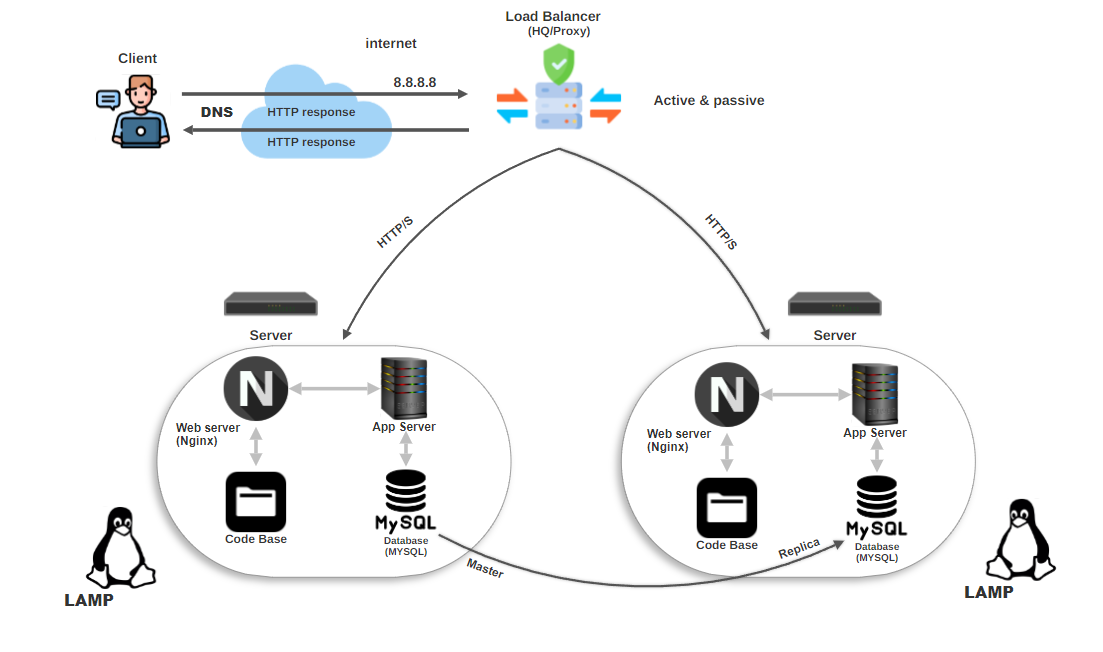 Load Balancer
(HQ/Proxy)
internet
Client
8.8.8.8
Active & passive
DNS
HTTP response
HTTP response
HTTP/S
HTTP/S
Server
Server
N
Web server
(Nginx)
App Server
N
Web server
(Nginx)
App Server
Code Base
MySQL
Database
(MYSQL)
Code Base
MySQL
Database
(MYSQL)
Master
Replica
LAMP
LAMP